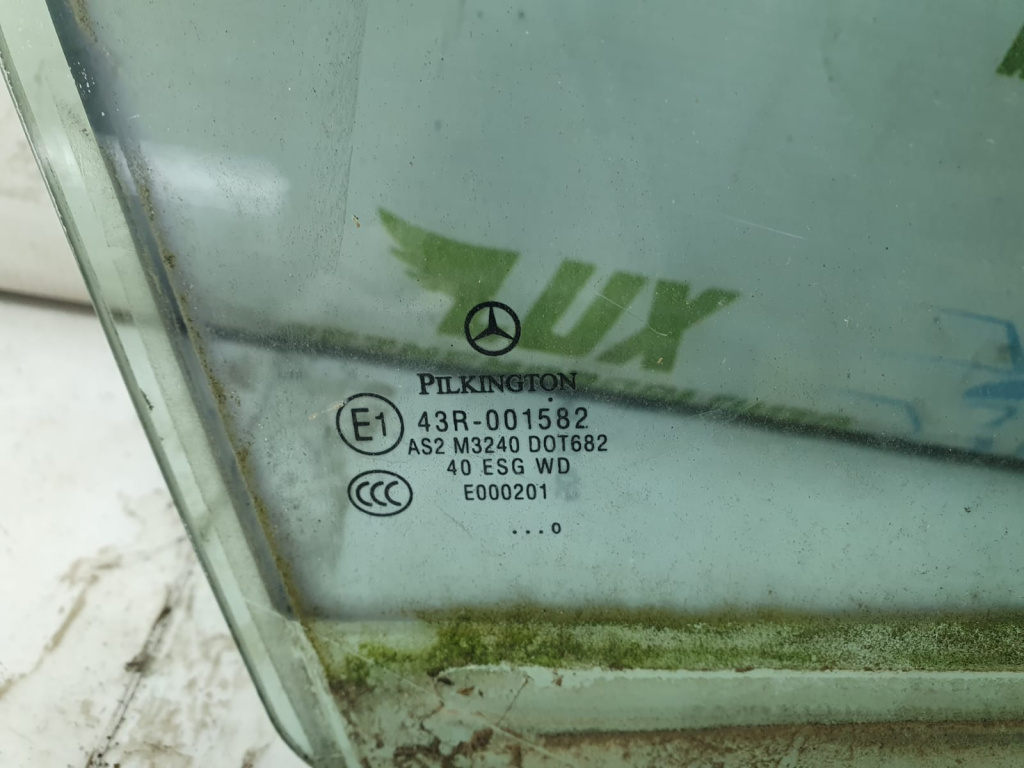 LUX
PILKINGTON
E1
43R-001582
AS2 M3240 DOT682
40 ESG WD
E000201
CCC
...o